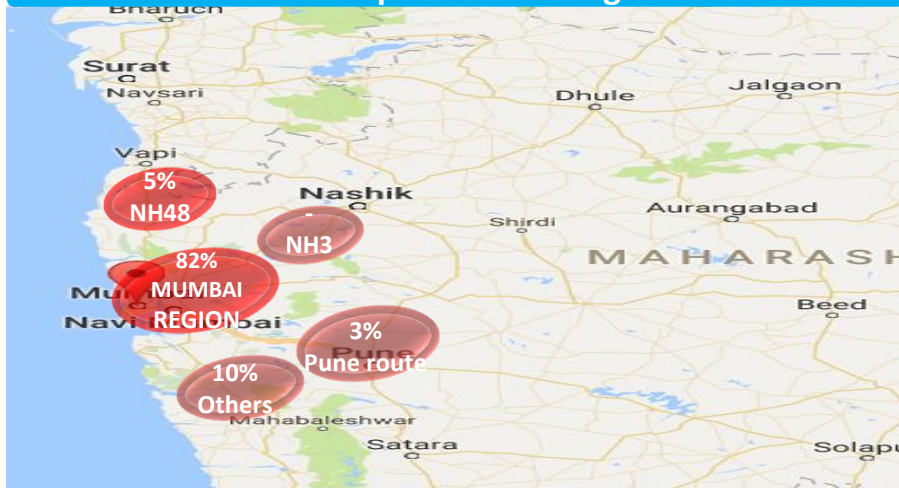 Bharuch
Surat
Navsari
Dhule
Jalgaon
Vapi
5%
NH48
Nashik
Shirdi
Aurangabad
-
NH3
MAHARASH
82%
MUMBAI
REGION
Beed
3%
Pune route
Pune
10%
Others
Mahabaleshwar
Satara
Solapu